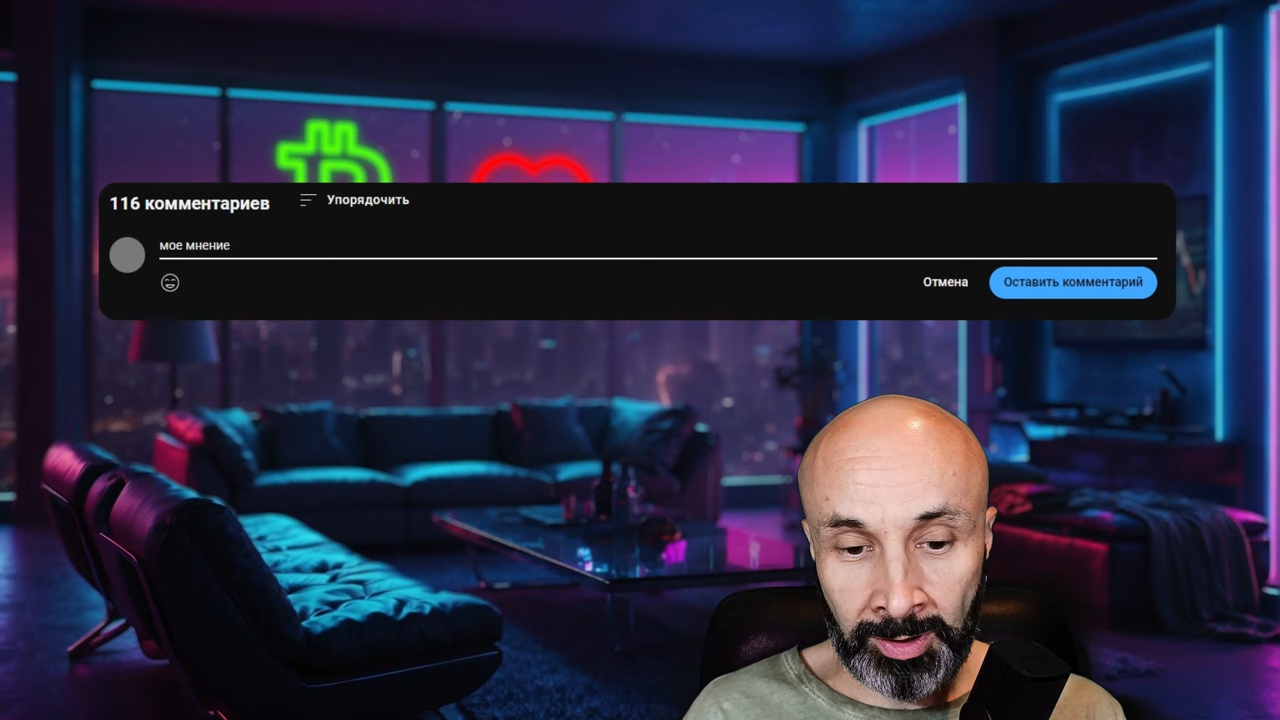 116 комментариев
Упорядочить
мое мнение
Отмена
Оставить комментарий